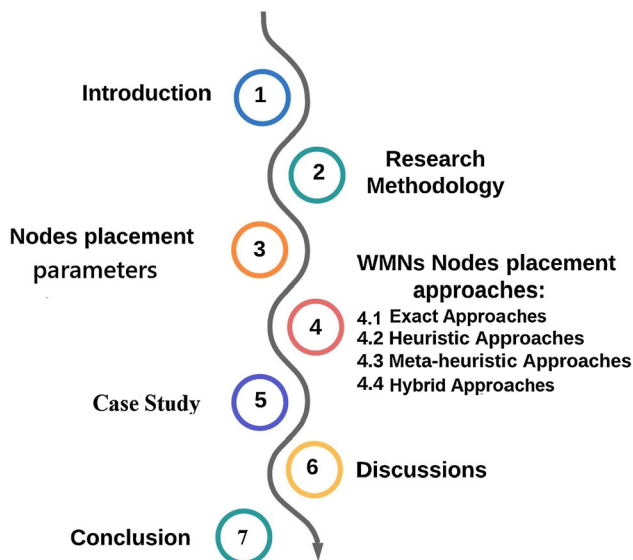 Introduction
1
2
Research
Methodology
Nodes placement
parameters
3
WMNs Nodes placement
approaches:
4
4.1 Exact Approaches
4.2 Heuristic Approaches
4.3 Meta-heuristic Approaches
4.4 Hybrid Approaches
Case Study
5
6
Discussions
Conclusion
7